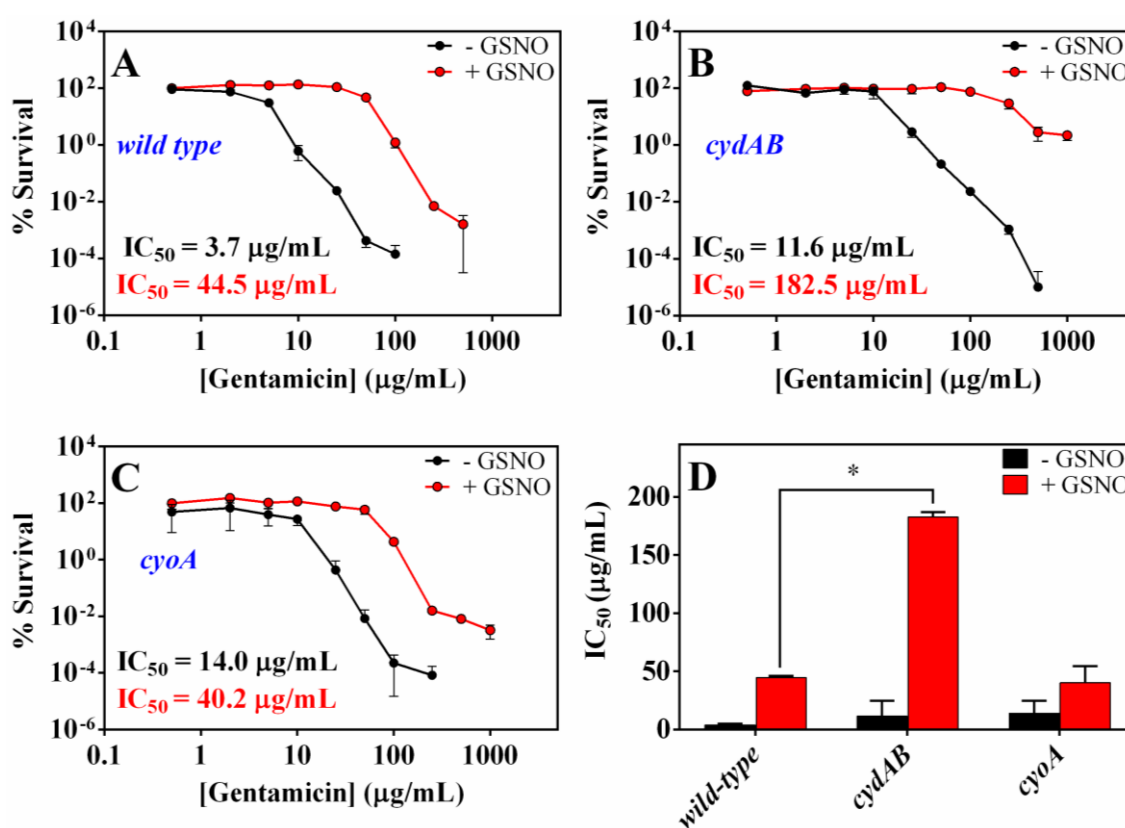 A
- GSNO
+ GSNO
wild type
IC50 = 3.7 µg/mL
IC50 = 44.5 µg/mL
% Survival
10^4
10^2
10^0
10^-2
10^-4
10^-6
0.1 1 10 100 1000
[Gentamicin] (µg/mL)
B
- GSNO
+ GSNO
cydAB
IC50 = 11.6 µg/mL
IC50 = 182.5 µg/mL
% Survival
10^4
10^2
10^0
10^-2
10^-4
10^-6
0.1 1 10 100 1000
[Gentamicin] (µg/mL)
C
- GSNO
+ GSNO
cyoA
IC50 = 14.0 µg/mL
IC50 = 40.2 µg/mL
% Survival
10^4
10^2
10^0
10^-2
10^-4
10^-6
0.1 1 10 100 1000
[Gentamicin] (µg/mL)
D
- GSNO
+ GSNO
*
IC50 (µg/mL)
200
150
100
50
0
wild-type cydAB cyoA